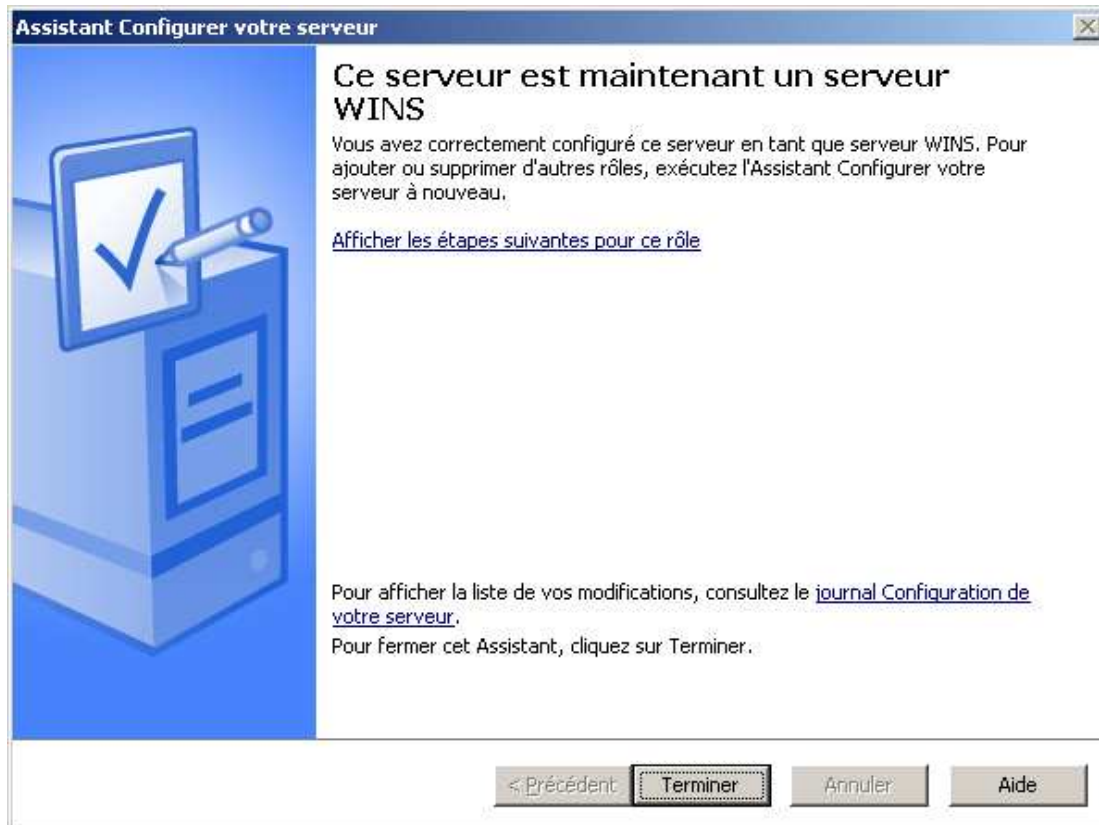 Assistant Configurer votre serveur
Ce serveur est maintenant un serveur
WINS
Vous avez correctement configuré ce serveur en tant que serveur WINS. Pour
ajouter ou supprimer d'autres rôles, exécutez l'Assistant Configurer votre
serveur à nouveau.
Afficher les étapes suivantes pour ce rôle
Pour afficher la liste de vos modifications, consultez le journal Configuration de
votre serveur.
Pour fermer cet Assistant, cliquez sur Terminer.
< Précédent Terminer Annuler Aide